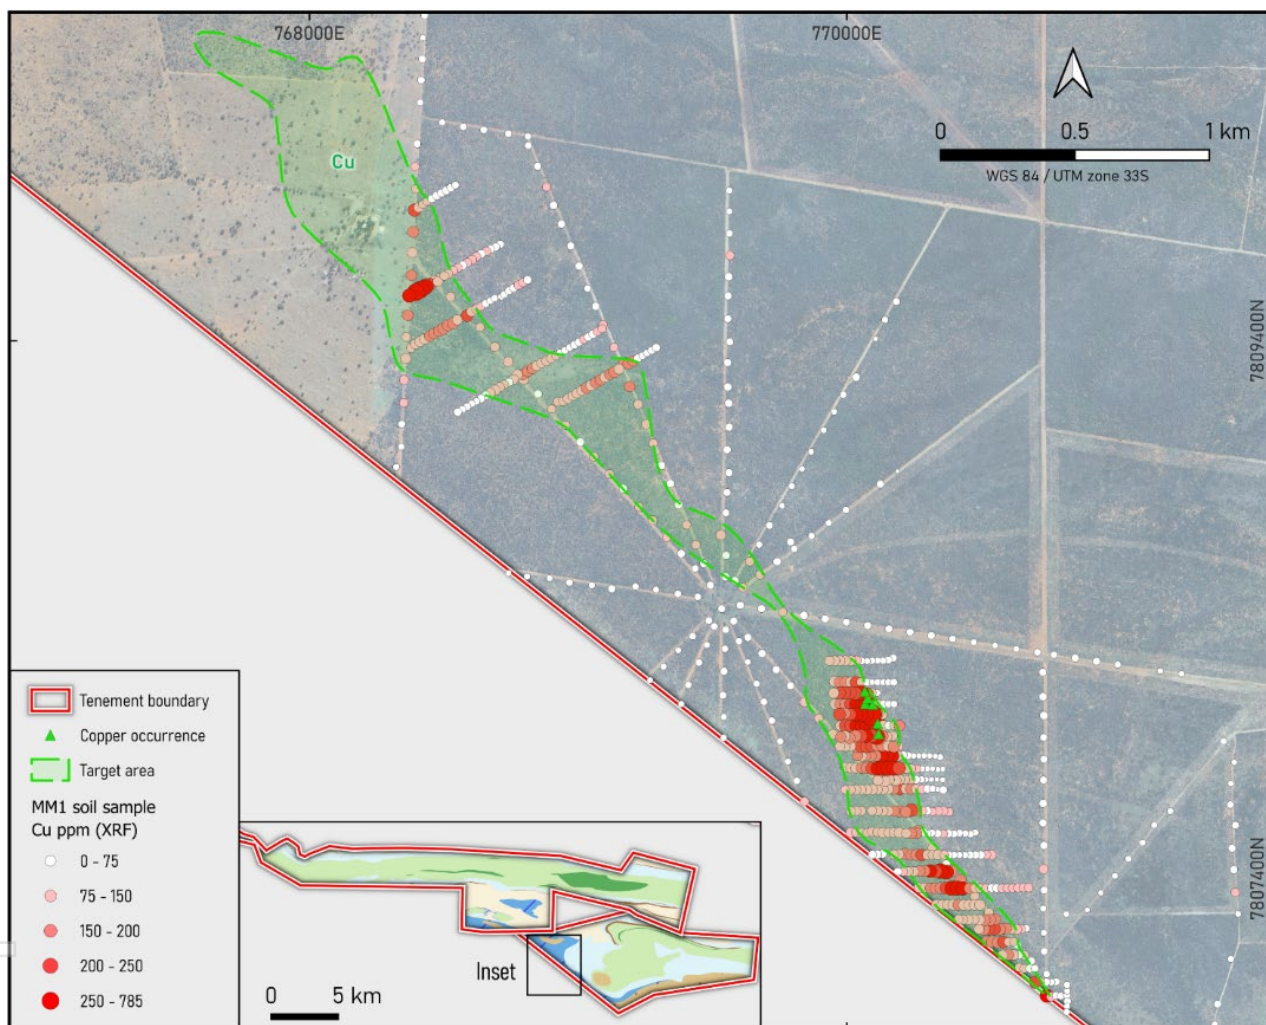 768000E
770000E
0 0.5 1 km
WGS 84 / UTM zone 33S
Cu
7809400N
7807400N
Tenement boundary
Copper occurrence
Target area
MM1 soil sample
Cu ppm (XRF)
0 - 75
75 - 150
150 - 200
200 - 250
250 - 785
Inset
0 5 km